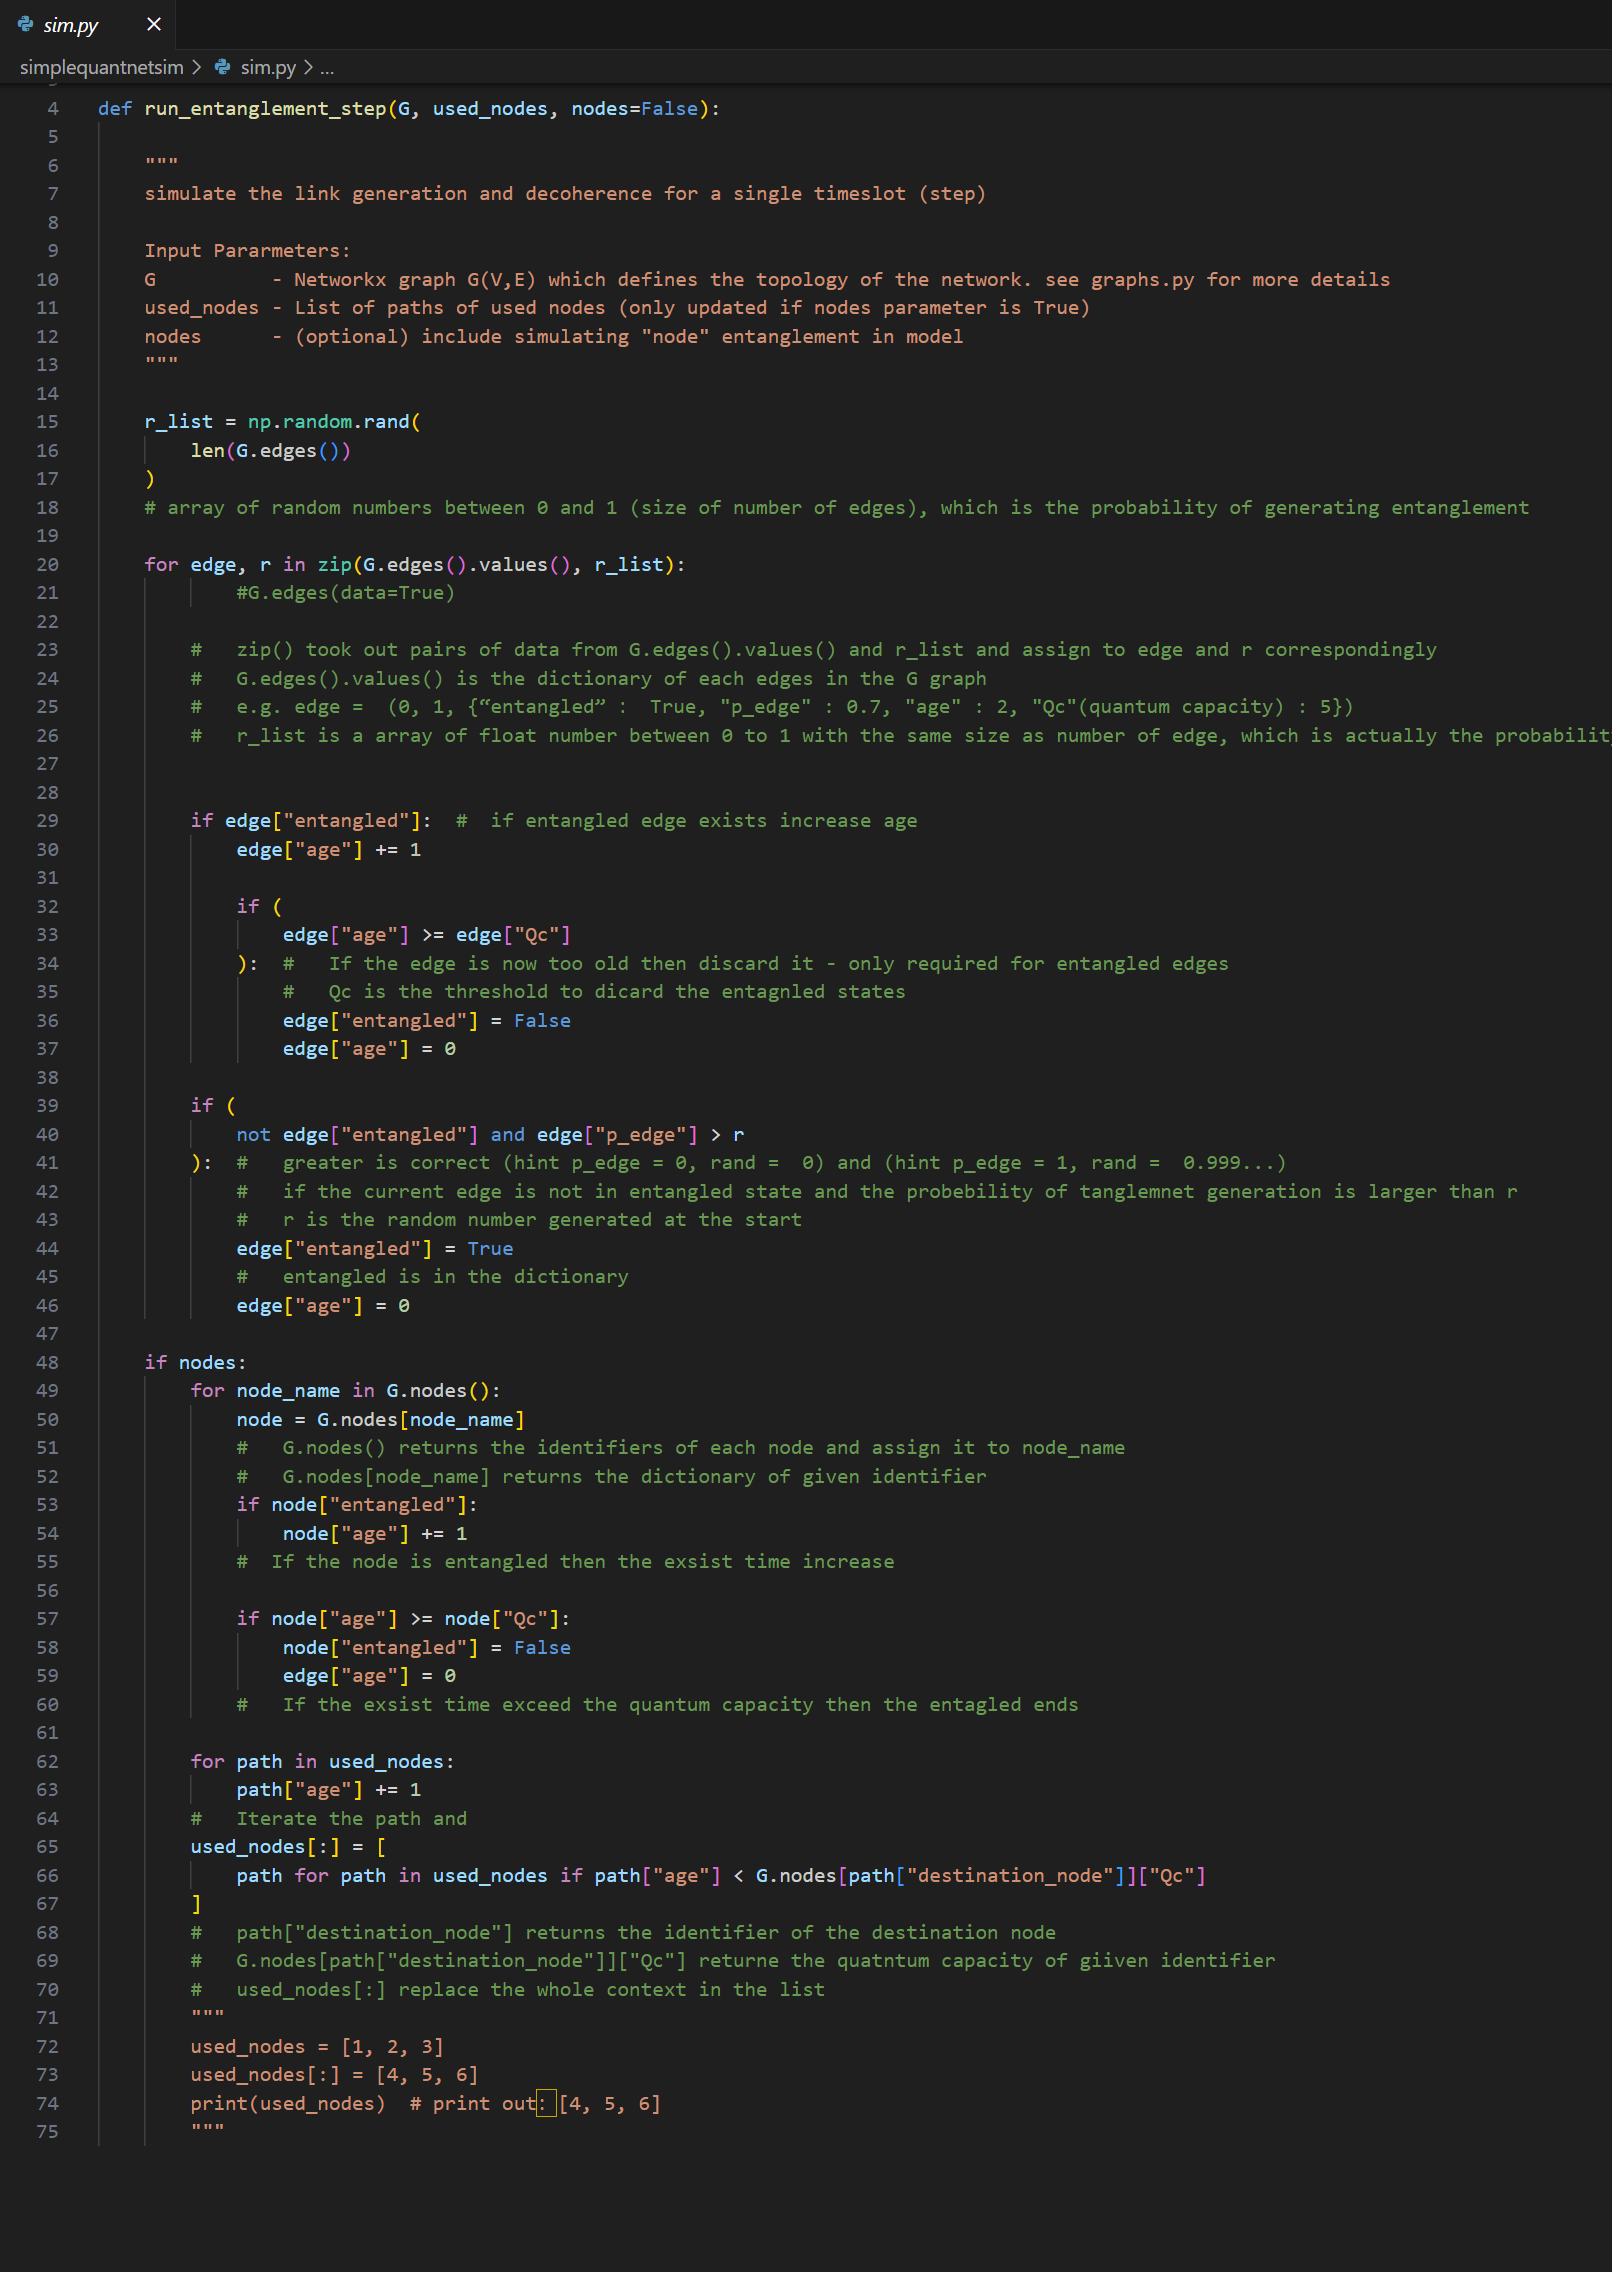 sim.py
simplequantnetsim > sim.py > ...
4 def run_entanglement_step(G, used_nodes, nodes=False):
5
6 """
7 simulate the link generation and decoherence for a single timeslot (step)
8
9 Input Pararmeters:
10 G - Networkx graph G(V,E) which defines the topology of the network. see graphs.py for more details
11 used_nodes - List of paths of used nodes (only updated if nodes parameter is True)
12 nodes - (optional) include simulating "node" entanglement in model
13 """
14
15 r_list = np.random.rand(
16 len(G.edges())
17 )
18 # array of random numbers between 0 and 1 (size of number of edges), which is the probability of generating entanglement
19
20 for edge, r in zip(G.edges().values(), r_list):
21 #G.edges(data=True)
22
23 # zip() took out pairs of data from G.edges().values() and r_list and assign to edge and r correspondingly
24 # G.edges().values() is the dictionary of each edges in the G graph
25 # e.g. edge = (0, 1, {“entangled” : True, "p_edge" : 0.7, "age" : 2, "Qc"(quantum capacity) : 5})
26 # r_list is a array of float number between 0 to 1 with the same size as number of edge, which is actually the probabilit
27
28
29 if edge["entangled"]: # if entangled edge exists increase age
30 edge["age"] += 1
31
32 if (
33 edge["age"] >= edge["Qc"]
34 ): # If the edge is now too old then discard it - only required for entangled edges
35 # Qc is the threshold to dicard the entagnled states
36 edge["entangled"] = False
37 edge["age"] = 0
38
39 if (
40 not edge["entangled"] and edge["p_edge"] > r
41 ): # greater is correct (hint p_edge = 0, rand = 0) and (hint p_edge = 1, rand = 0.999...)
42 # if the current edge is not in entangled state and the probebility of tanglemnet generation is larger than r
43 # r is the random number generated at the start
44 edge["entangled"] = True
45 # entangled is in the dictionary
46 edge["age"] = 0
47
48 if nodes:
49 for node_name in G.nodes():
50 node = G.nodes[node_name]
51 # G.nodes() returns the identifiers of each node and assign it to node_name
52 # G.nodes[node_name] returns the dictionary of given identifier
53 if node["entangled"]:
54 node["age"] += 1
55 # If the node is entangled then the exsist time increase
56
57 if node["age"] >= node["Qc"]:
58 node["entangled"] = False
59 edge["age"] = 0
60 # If the exsist time exceed the quantum capacity then the entagled ends
61
62 for path in used_nodes:
63 path["age"] += 1
64 # Iterate the path and
65 used_nodes[:] = [
66 path for path in used_nodes if path["age"] < G.nodes[path["destination_node"]]["Qc"]
67 ]
68 # path["destination_node"] returns the identifier of the destination node
69 # G.nodes[path["destination_node"]]["Qc"] returne the quatntum capacity of giiven identifier
70 # used_nodes[:] replace the whole context in the list
71 """
72 used_nodes = [1, 2, 3]
73 used_nodes[:] = [4, 5, 6]
74 print(used_nodes) # print out：[4, 5, 6]
75 """